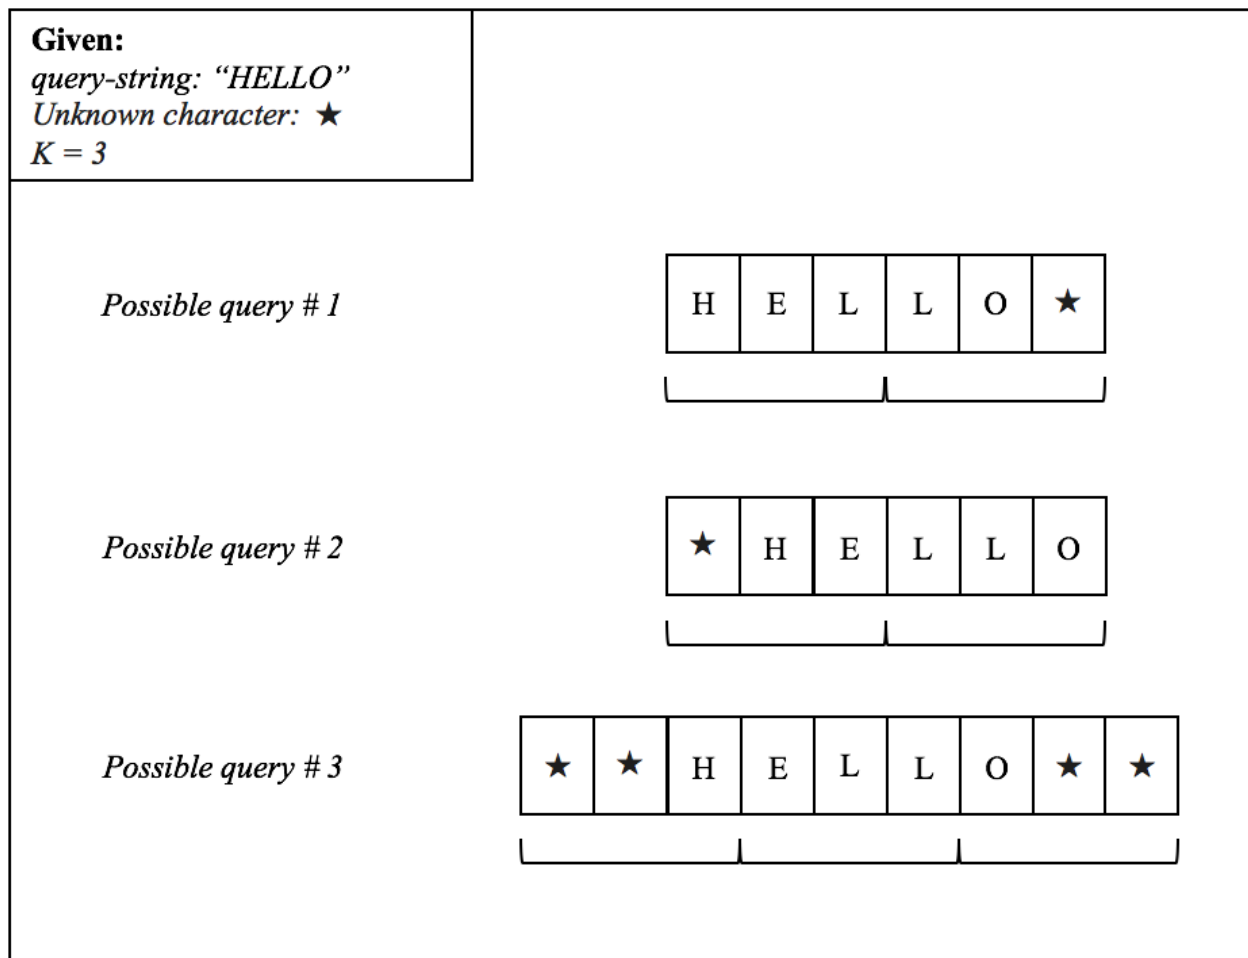 Given:
query-string: “HELLO”
Unknown character: ★
K = 3
Possible query # 1
H E L L O ★
Possible query # 2
★ H E L L O
Possible query # 3
★ ★ H E L L O ★ ★